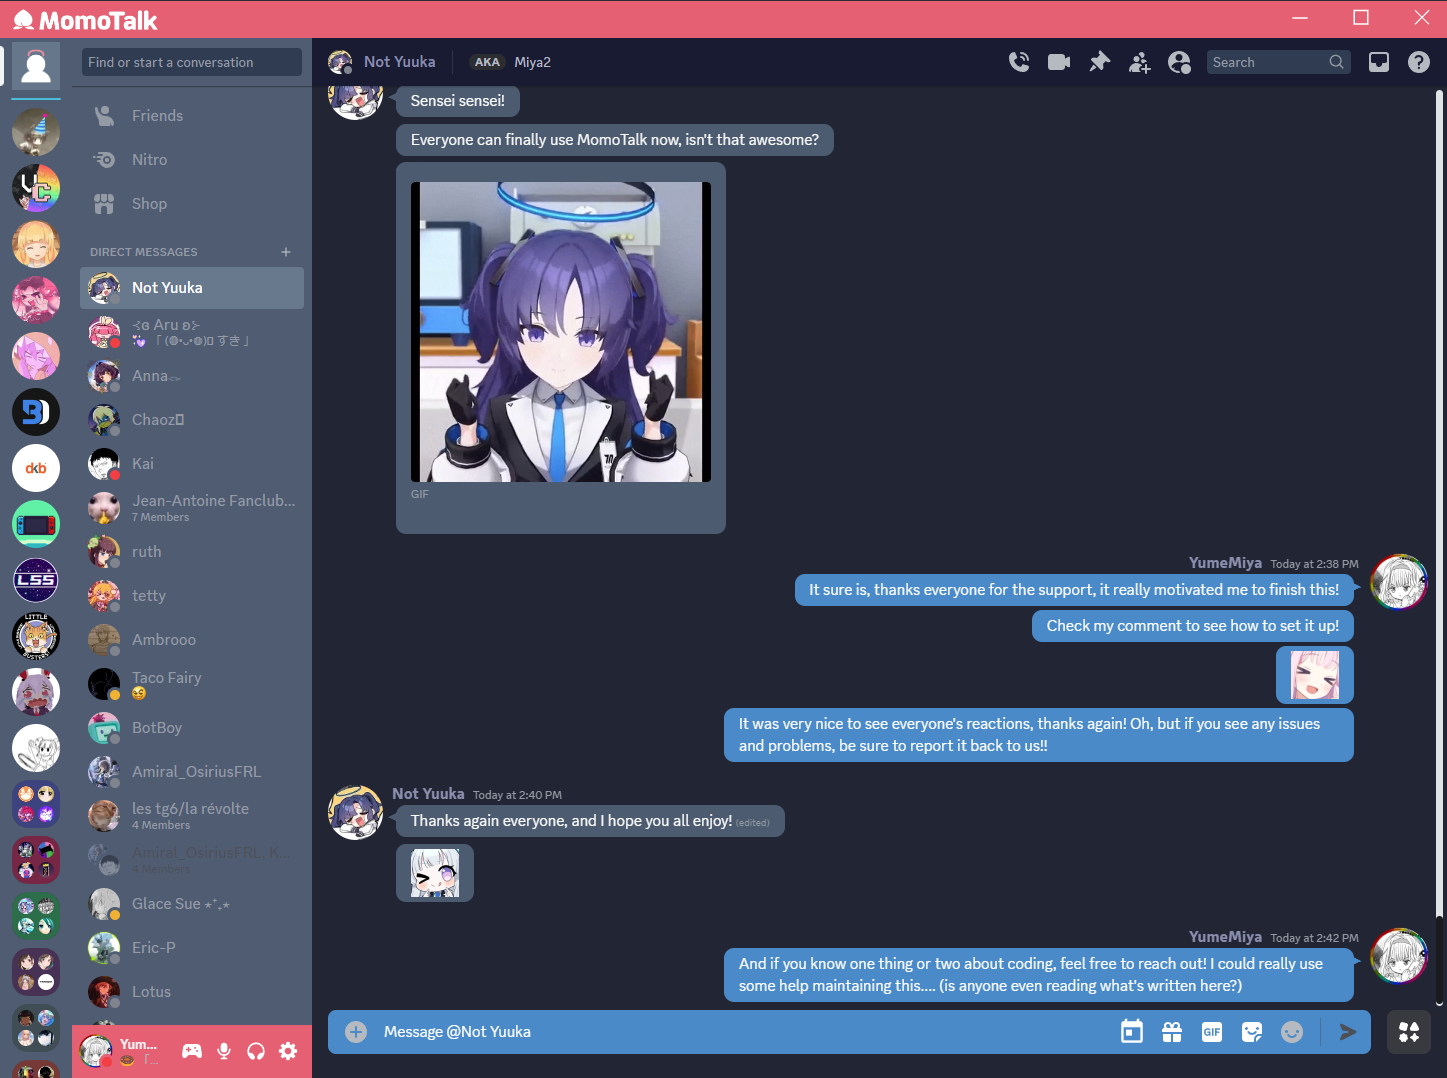 MomoTalk
Find or start a conversation
Friends
Nitro
Shop
DIRECT MESSAGES
Not Yuuka
Aru
すき」
Anna
Chaoz
Kai
Jean-Antoine Fanclub...
7 Members
ruth
tetty
Ambrooo
Taco Fairy
BotBoy
Amiral_OsiriusFRL
les tg6/la révolte
4 Members
Amiral_OsiriusFRL, K...
4 Members
Glace Sue
Eric-P
Lotus
Yum...
VC
dkb
LSS
LITTLE
BUSTERS!
Not Yuuka
AKA
Miya2
Search
Sensei sensei!
Everyone can finally use MomoTalk now, isn't that awesome?
GIF
YumeMiya Today at 2:38 PM
It sure is, thanks everyone for the support, it really motivated me to finish this!
Check my comment to see how to set it up!
It was very nice to see everyone's reactions, thanks again! Oh, but if you see any issues
and problems, be sure to report it back to us!!
Not Yuuka Today at 2:40 PM
Thanks again everyone, and I hope you all enjoy! (edited)
YumeMiya Today at 2:42 PM
And if you know one thing or two about coding, feel free to reach out! I could really use
some help maintaining this.... (is anyone even reading what's written here?)
Message @Not Yuuka
GIF